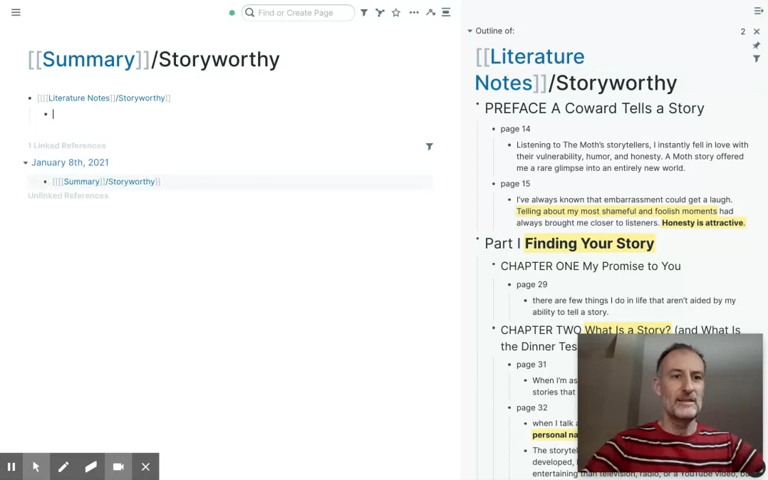 Find or Create Page
[[Summary]]/Storyworthy
[[[[Literature Notes]]/Storyworthy]]
1 Linked References
January 8th, 2021
[[[[Summary]]/Storyworthy]]
Unlinked References
Outline of:
2
[[Literature
Notes]]/Storyworthy
PREFACE A Coward Tells a Story
page 14
Listening to The Moth's storytellers, I instantly fell in love with
their vulnerability, humor, and honesty. A Moth story offered
me a rare glimpse into an entirely new world.
page 15
I've always known that embarrassment could get a laugh.
Telling about my most shameful and foolish moments had
always brought me closer to listeners. Honesty is attractive.
Part I Finding Your Story
CHAPTER ONE My Promise to You
page 29
there are few things I do in life that aren't aided by my
ability to tell a story.
CHAPTER TWO What Is a Story? (and What Is
the Dinner Tes
page 31
When I'm as
stories that
page 32
when I talk a
personal na
The storytel
developed, l
entertaining than television, radio, or a YouTube video, bu